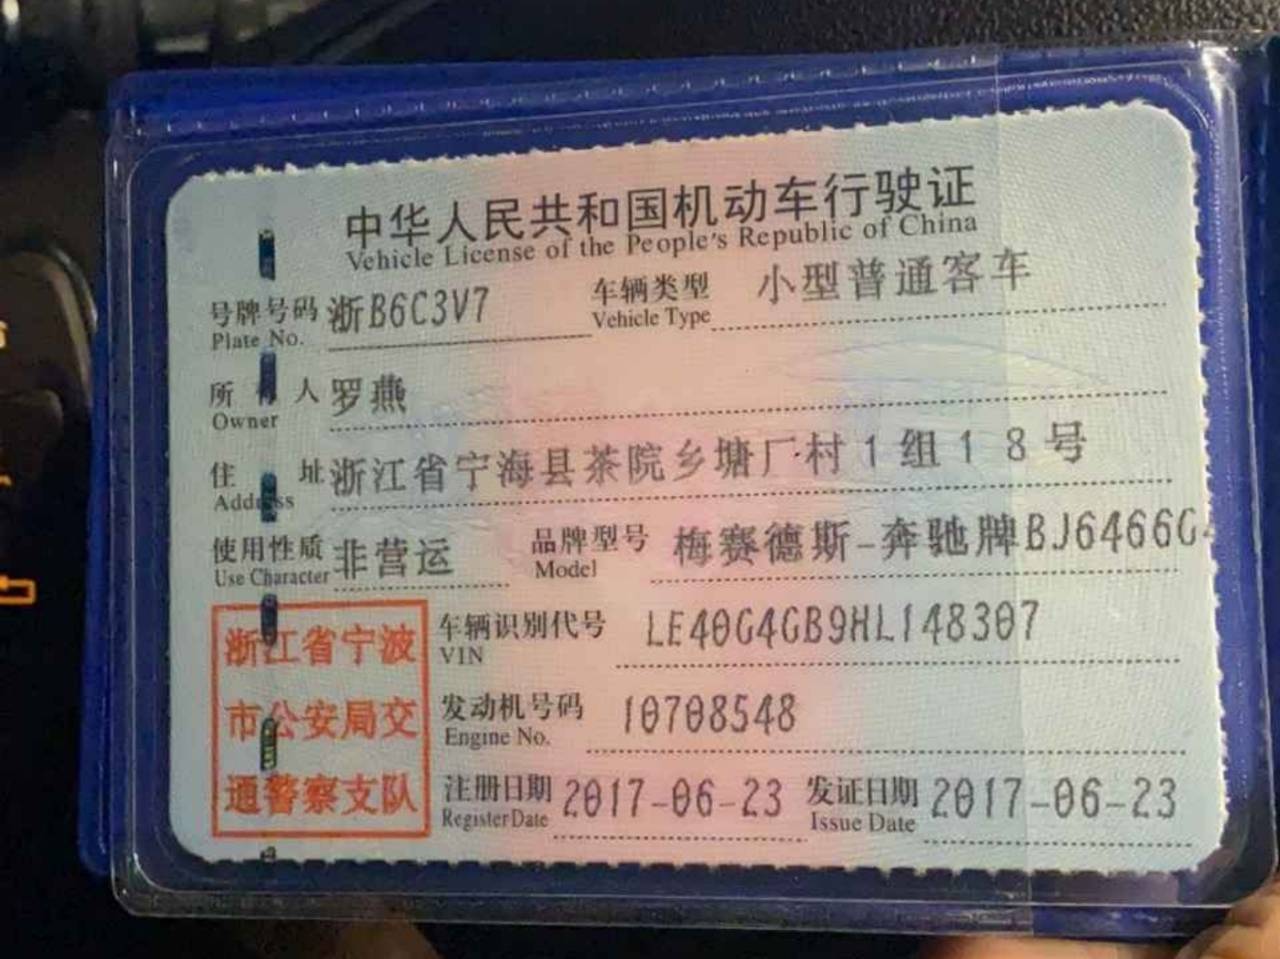 中华人民共和国机动车行驶证
Vehicle License of the People's Republic of China
号牌号码 浙B6C3V7 车辆类型 小型普通客车
Plate No. Vehicle Type
所 人 罗燕
Owner
住 址 浙江省宁海县茶院乡塘厂村1组18号
Address
使用性质 非营运 品牌型号 梅赛德斯-奔驰牌BJ6466G
Use Character Model
浙江省宁波
市公安局交
通警察支队
车辆识别代号 LE40G4GB9HL148307
VIN
发动机号码 10708548
Engine No.
注册日期 2017-06-23 发证日期 2017-06-23
Register Date Issue Date